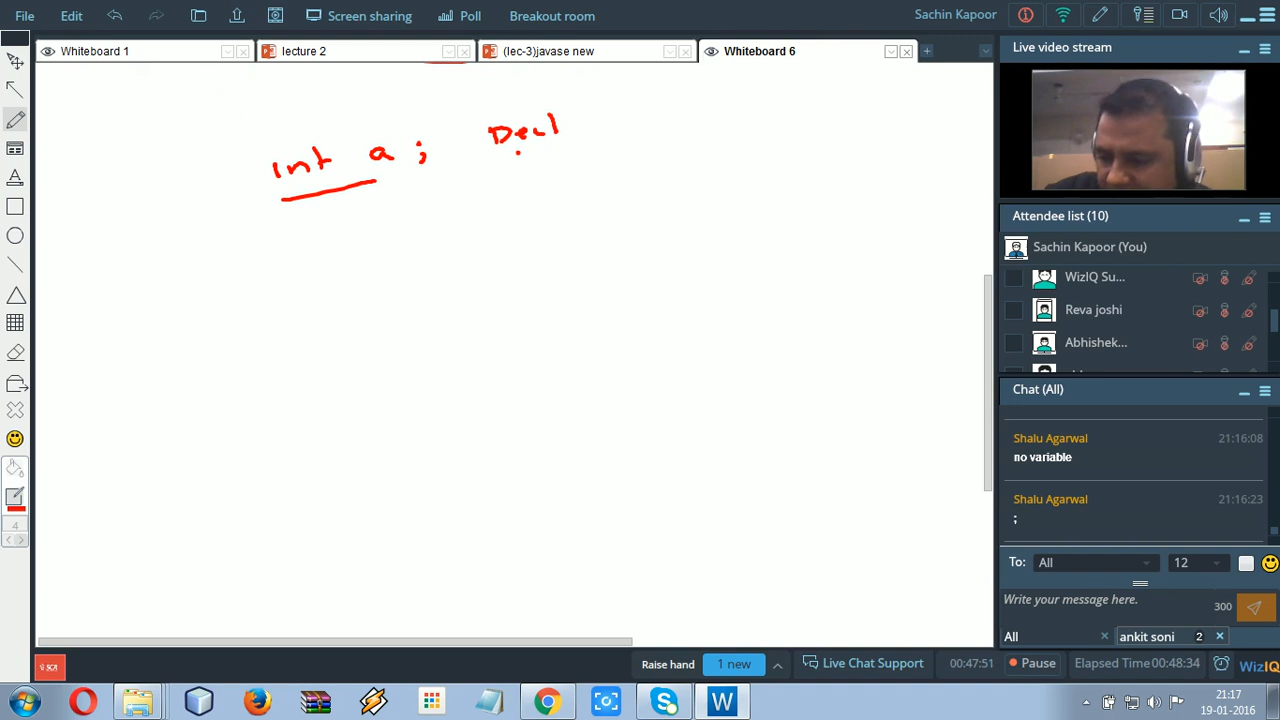 File Edit Screen sharing Poll Breakout room Sachin Kapoor
Whiteboard 1 lecture 2 (lec-3)javase new Whiteboard 6
Live video stream
int a ; Decl
Attendee list (10)
Sachin Kapoor (You)
WizIQ Su...
Reva joshi
Abhishek...
Chat (All)
Shalu Agarwal 21:16:08
no variable
Shalu Agarwal 21:16:23
;
To: All 12
Write your message here. 300
All ankit soni 2
4
Raise hand 1 new Live Chat Support 00:47:51 Pause Elapsed Time 00:48:34 WizIQ
21:17
19-01-2016